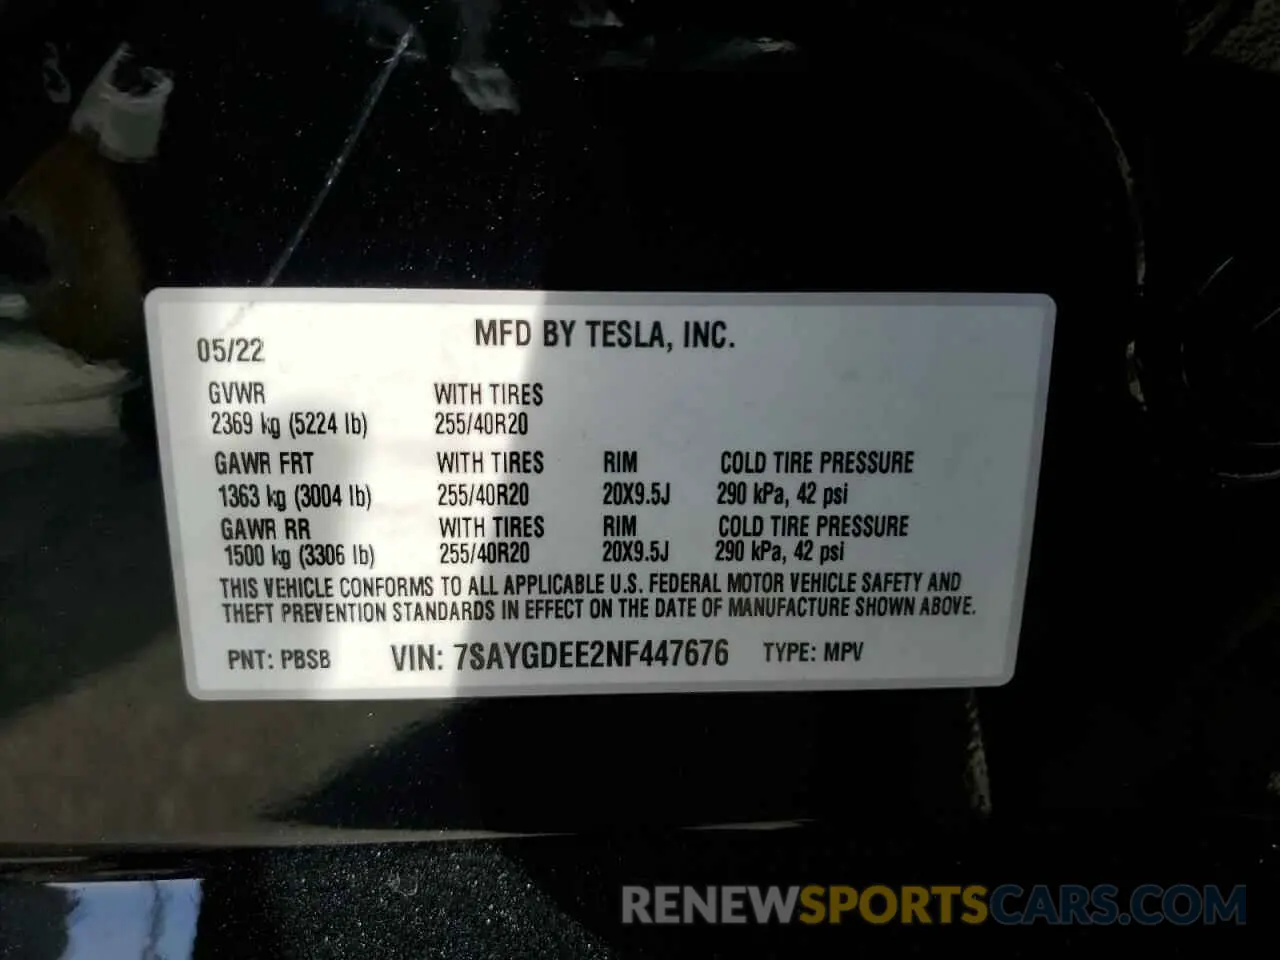 05/22 MFD BY TESLA, INC.
GVWR WITH TIRES
2369 kg (5224 lb) 255/40R20
GAWR FRT WITH TIRES RIM COLD TIRE PRESSURE
1363 kg (3004 lb) 255/40R20 20X9.5J 290 kPa, 42 psi
GAWR RR WITH TIRES RIM COLD TIRE PRESSURE
1500 kg (3306 lb) 255/40R20 20X9.5J 290 kPa, 42 psi
THIS VEHICLE CONFORMS TO ALL APPLICABLE U.S. FEDERAL MOTOR VEHICLE SAFETY AND
THEFT PREVENTION STANDARDS IN EFFECT ON THE DATE OF MANUFACTURE SHOWN ABOVE.
PNT: PBSB VIN: 7SAYGDEE2NF447676 TYPE: MPV
RENEWSPORTSCARS.COM